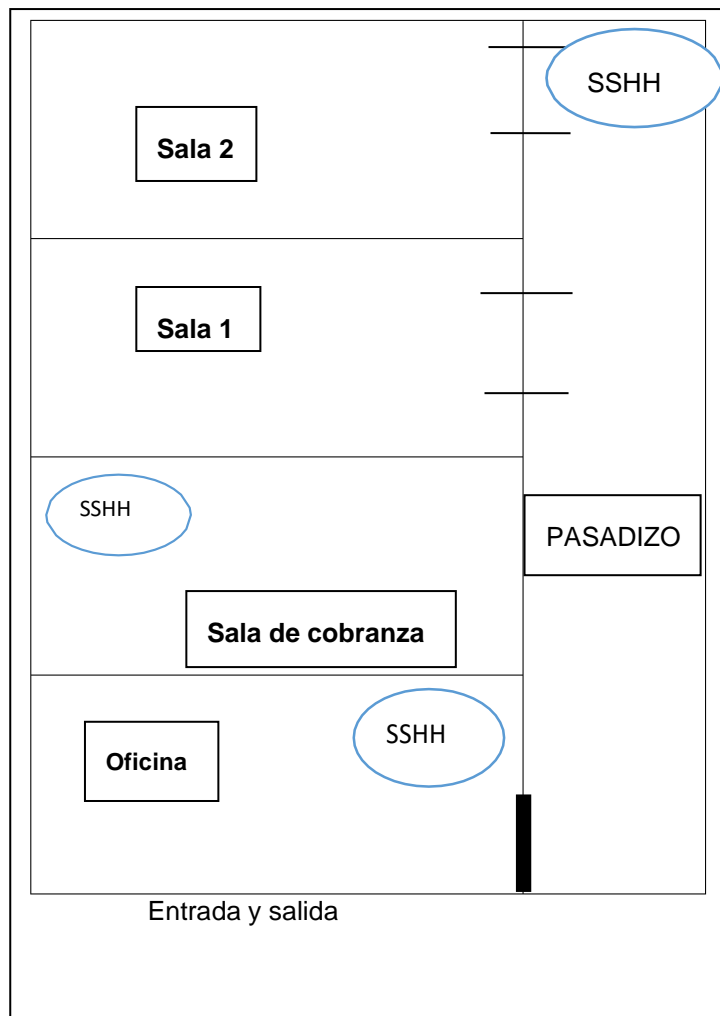 SSHH
Sala 2
Sala 1
SSHH
PASADIZO
Sala de cobranza
SSHH
Oficina
Entrada y salida